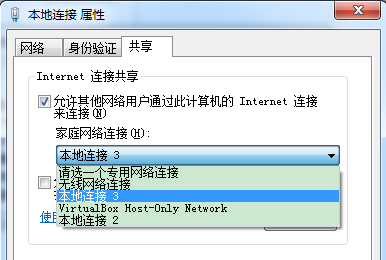 本地连接 属性
网络 身份验证 共享
Internet 连接共享
允许其他网络用户通过此计算机的 Internet 连接
来连接(N)
家庭网络连接(H):
本地连接 3
请选一个专用网络连接
无线网络连接
本地连接 3
VirtualBox Host-Only Network
本地连接 2